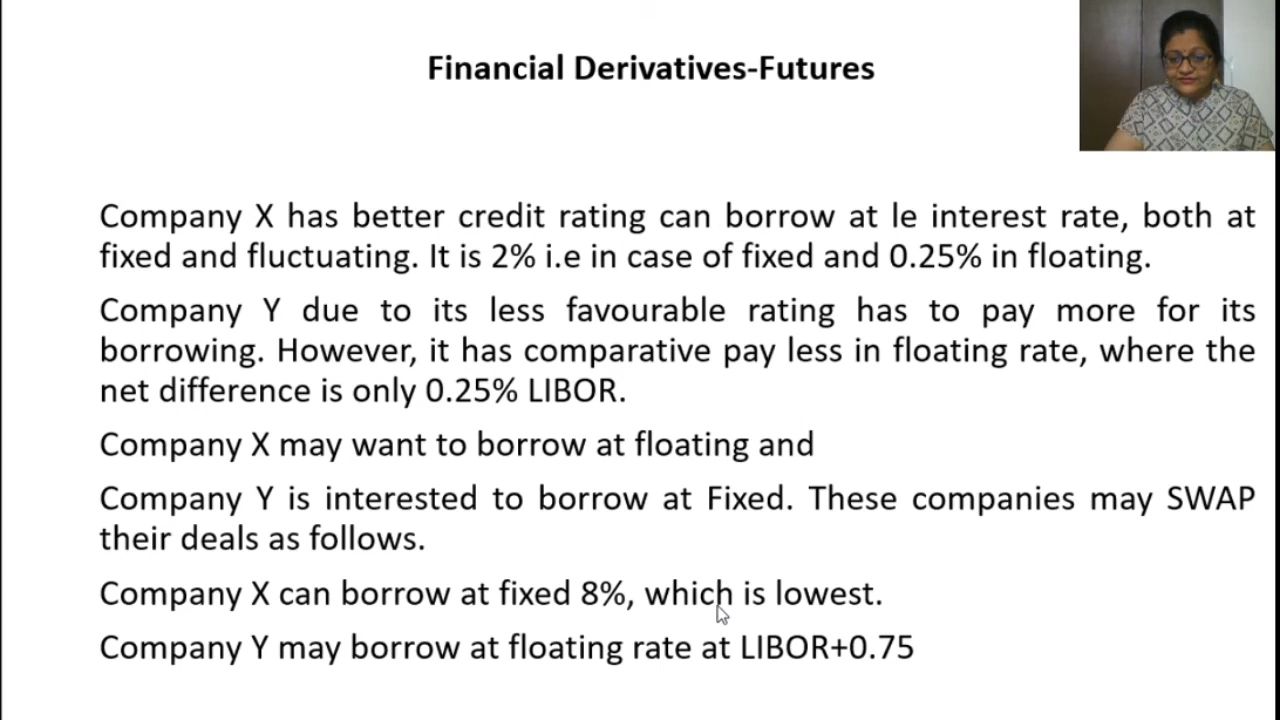 Financial Derivatives-Futures
Company X has better credit rating can borrow at le interest rate, both at
fixed and fluctuating. It is 2% i.e in case of fixed and 0.25% in floating.
Company Y due to its less favourable rating has to pay more for its
borrowing. However, it has comparative pay less in floating rate, where the
net difference is only 0.25% LIBOR.
Company X may want to borrow at floating and
Company Y is interested to borrow at Fixed. These companies may SWAP
their deals as follows.
Company X can borrow at fixed 8%, which is lowest.
Company Y may borrow at floating rate at LIBOR+0.75